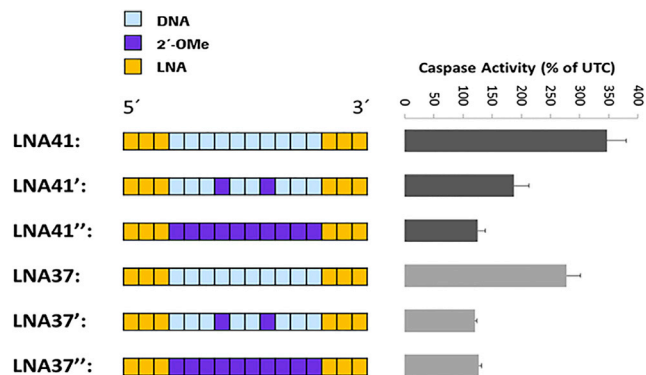 DNA
2´-OMe
LNA
Caspase Activity (% of UTC)
0 50 100 150 200 250 300 350 400
5´ 3´
LNA41:
LNA41’:
LNA41’’:
LNA37:
LNA37’:
LNA37’’: